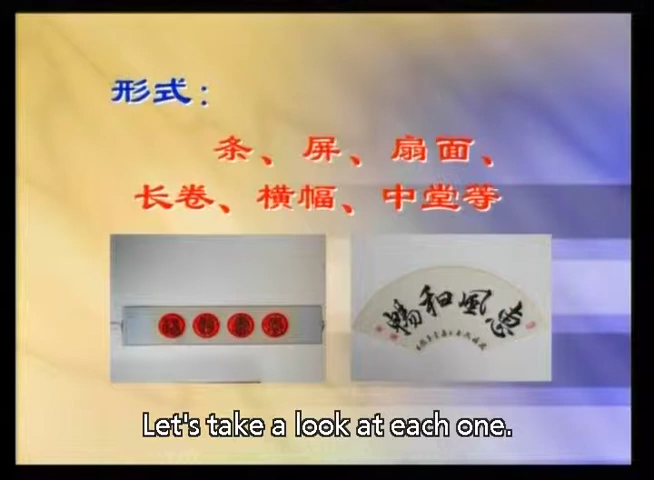 形式：
条、屏、扇面、
长卷、横幅、中堂等
暢和風惠
Let's take a look at each one.